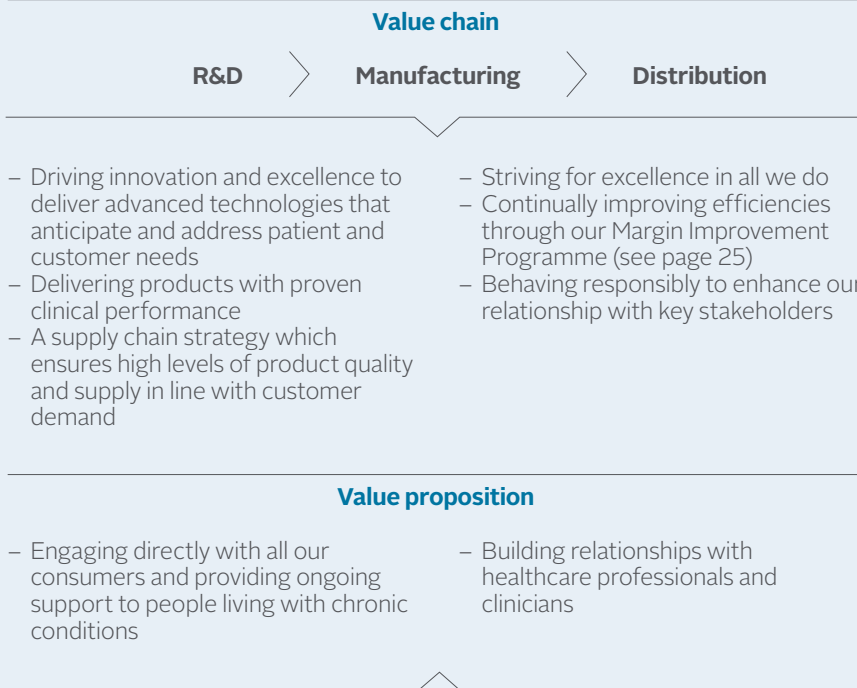 Value chain
R&D
Manufacturing
Distribution
– Driving innovation and excellence to
deliver advanced technologies that
anticipate and address patient and
customer needs
– Delivering products with proven
clinical performance
– A supply chain strategy which
ensures high levels of product quality
and supply in line with customer
demand
– Striving for excellence in all we do
– Continually improving efficiencies
through our Margin Improvement
Programme (see page 25)
– Behaving responsibly to enhance our
relationship with key stakeholders
Value proposition
– Engaging directly with all our
consumers and providing ongoing
support to people living with chronic
conditions
– Building relationships with
healthcare professionals and
clinicians